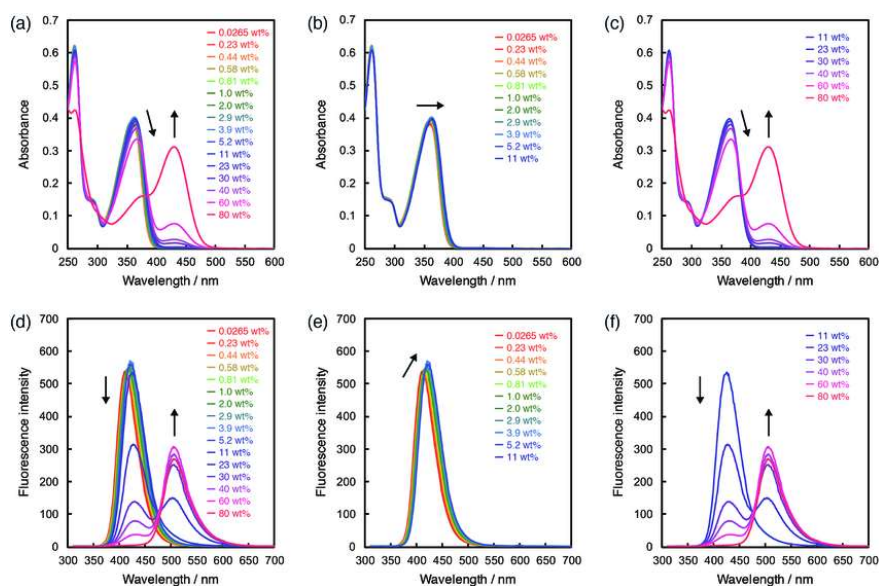 (a)
0.7
0.6
0.5
0.4
0.3
0.2
0.1
0
Absorbance
250 300 350 400 450 500 550 600
Wavelength / nm
0.0265 wt%
0.23 wt%
0.44 wt%
0.58 wt%
0.81 wt%
1.0 wt%
2.0 wt%
2.9 wt%
3.9 wt%
5.2 wt%
11 wt%
23 wt%
30 wt%
40 wt%
60 wt%
80 wt%
(b)
0.7
0.6
0.5
0.4
0.3
0.2
0.1
0
Absorbance
250 300 350 400 450 500 550 600
Wavelength / nm
0.0265 wt%
0.23 wt%
0.44 wt%
0.58 wt%
0.81 wt%
1.0 wt%
2.0 wt%
2.9 wt%
3.9 wt%
5.2 wt%
11 wt%
(c)
0.7
0.6
0.5
0.4
0.3
0.2
0.1
0
Absorbance
250 300 350 400 450 500 550 600
Wavelength / nm
11 wt%
23 wt%
30 wt%
40 wt%
60 wt%
80 wt%
(d)
700
600
500
400
300
200
100
0
Fluorescence intensity
300 350 400 450 500 550 600 650 700
Wavelength / nm
0.0265 wt%
0.23 wt%
0.44 wt%
0.58 wt%
0.81 wt%
1.0 wt%
2.0 wt%
2.9 wt%
3.9 wt%
5.2 wt%
11 wt%
23 wt%
30 wt%
40 wt%
60 wt%
80 wt%
(e)
700
600
500
400
300
200
100
0
Fluorescence intensity
300 350 400 450 500 550 600 650 700
Wavelength / nm
0.0265 wt%
0.23 wt%
0.44 wt%
0.58 wt%
0.81 wt%
1.0 wt%
2.0 wt%
2.9 wt%
3.9 wt%
5.2 wt%
11 wt%
(f)
700
600
500
400
300
200
100
0
Fluorescence intensity
300 350 400 450 500 550 600 650 700
Wavelength / nm
11 wt%
23 wt%
30 wt%
40 wt%
60 wt%
80 wt%